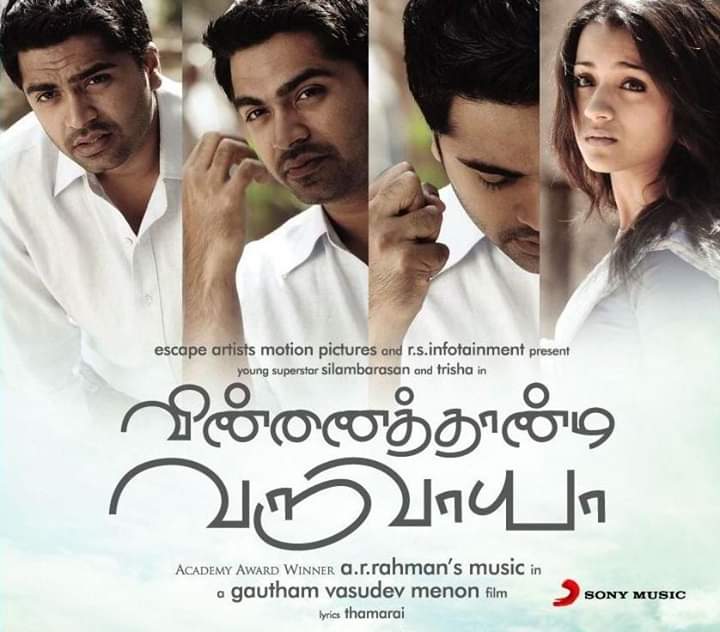 escape artists motion pictures and r.s.infotainment present
young superstar silambarasan and trisha in
வின்னைத்தாண்டி
வருவாயா
ACADEMY AWARD WINNER a.r.rahman's music in
a gautham vasudev menon film
lyrics thamarai
SONY MUSIC